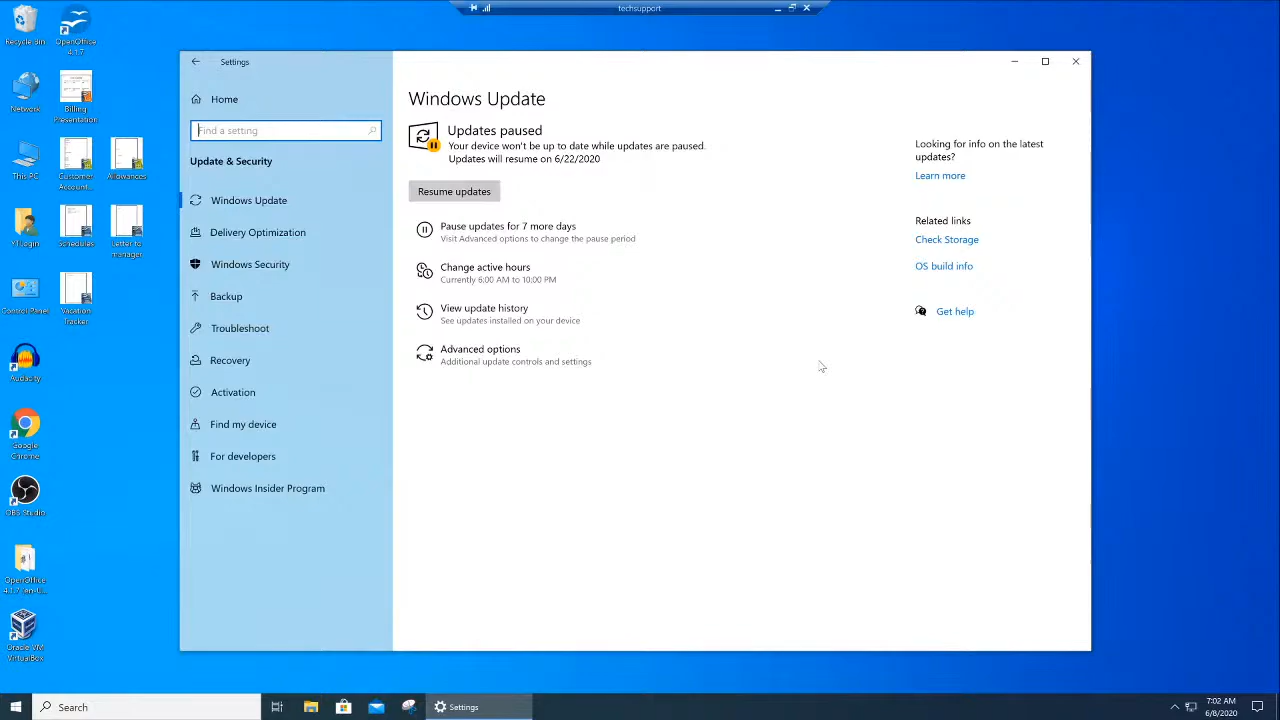 techsupport
Recycle Bin
OpenOffice
4.1.7
Network
Billing
Presentation
This PC
Customer
Account...
Allowances
YTLogin
Schedules
Letter to
manager
Control Panel
Vacation
Tracker
Audacity
Google
Chrome
OBS Studio
OpenOffice
Oracle VM
VirtualBox
Settings
Home
Find a setting
Update & Security
Windows Update
Delivery Optimization
Windows Security
Backup
Troubleshoot
Recovery
Activation
Find my device
For developers
Windows Insider Program
Windows Update
Updates paused
Your device won't be up to date while updates are paused.
Updates will resume on 6/22/2020
Resume updates
Pause updates for 7 more days
Visit Advanced options to change the pause period
Change active hours
Currently 6:00 AM to 10:00 PM
View update history
See updates installed on your device
Advanced options
Additional update controls and settings
Looking for info on the latest
updates?
Learn more
Related links
Check Storage
OS build info
Get help
Search
Settings
7:02 AM
6/8/2020